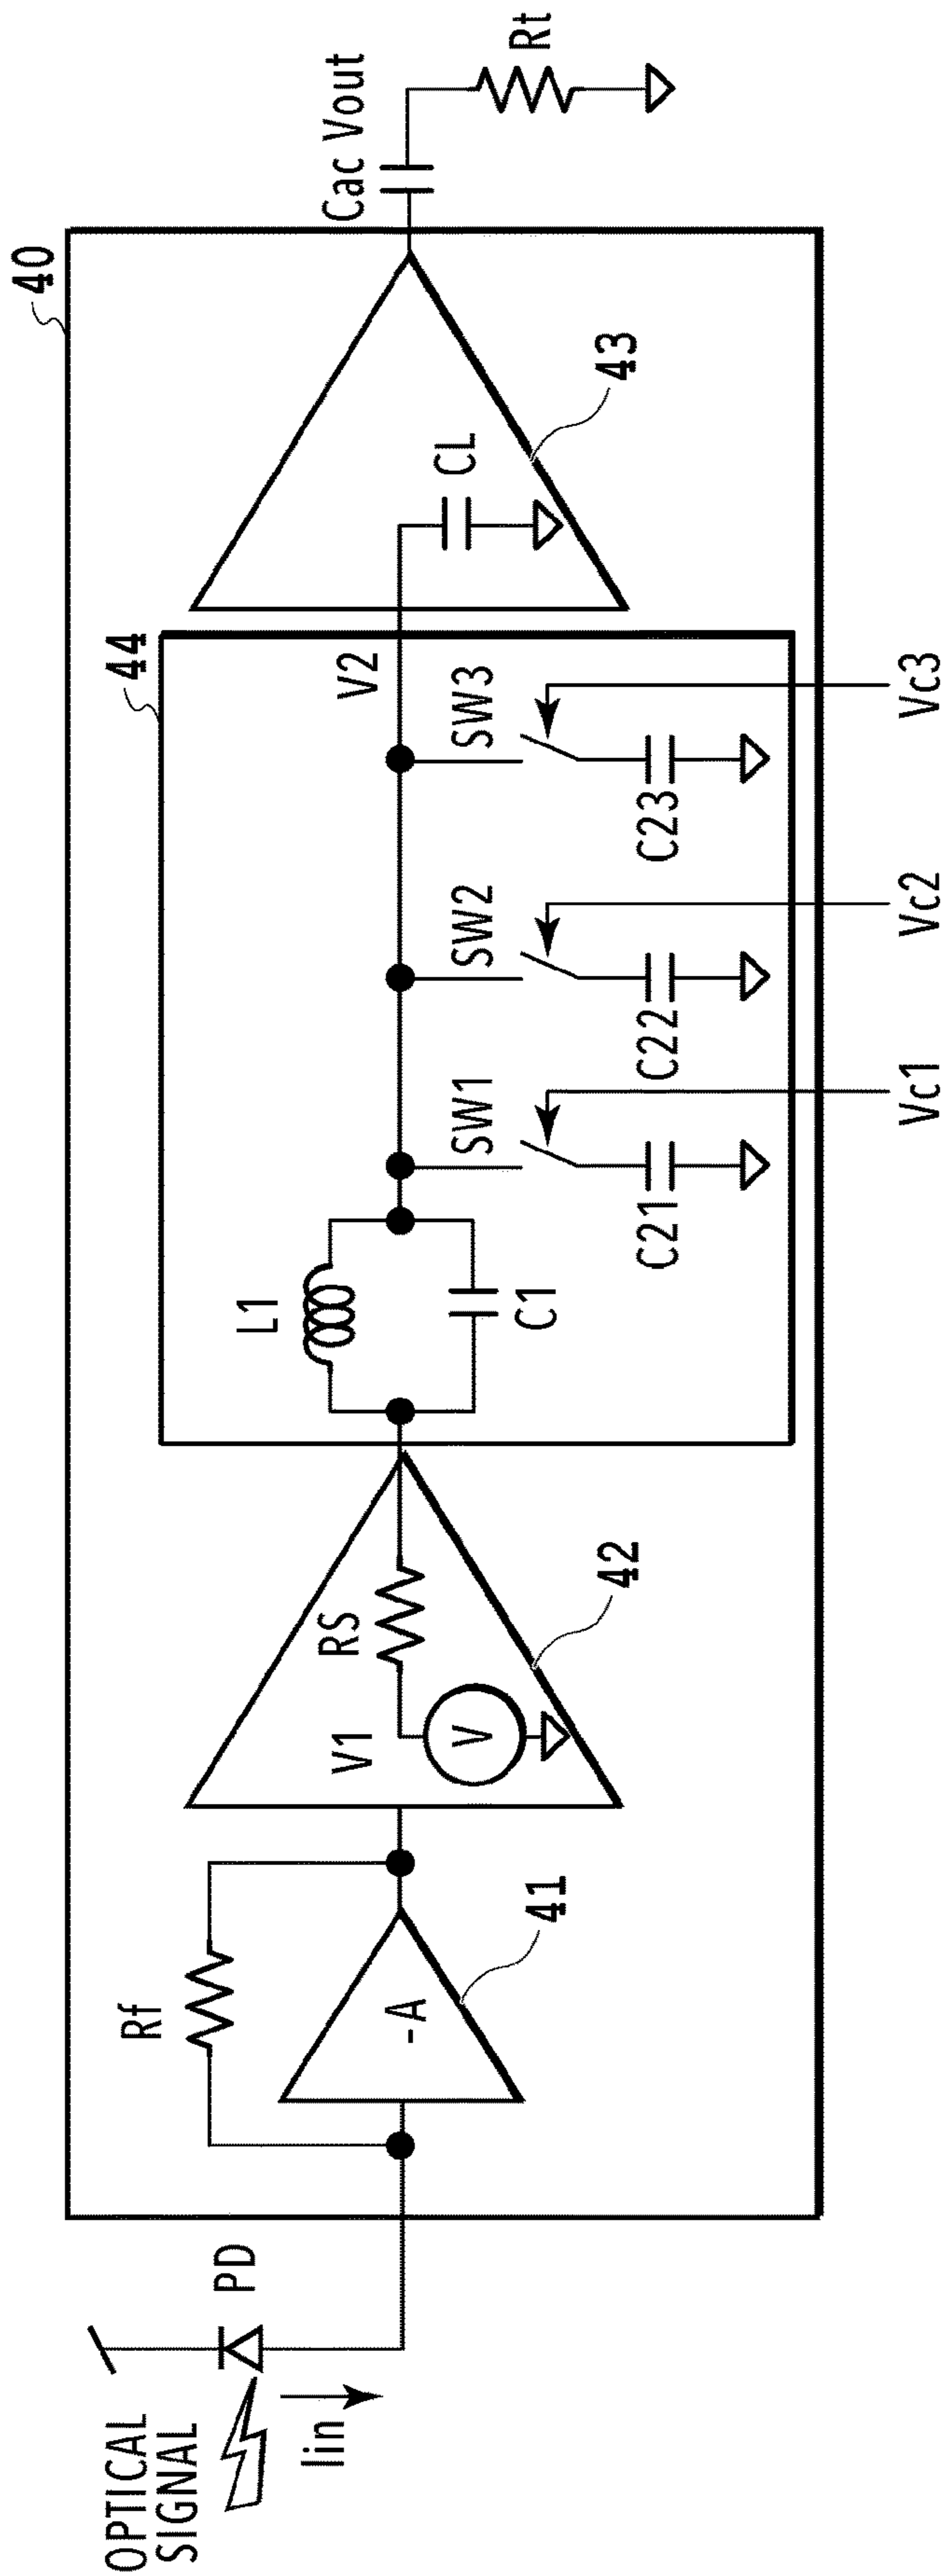 40
44
OPTICAL
SIGNAL
PD
Iin
Rf
-A
41
V1
V
RS
42
L1
C1
SW1
C21
SW2
C22
SW3
C23
V2
CL
43
Cac Vout
Rt
Vc1
Vc2
Vc3